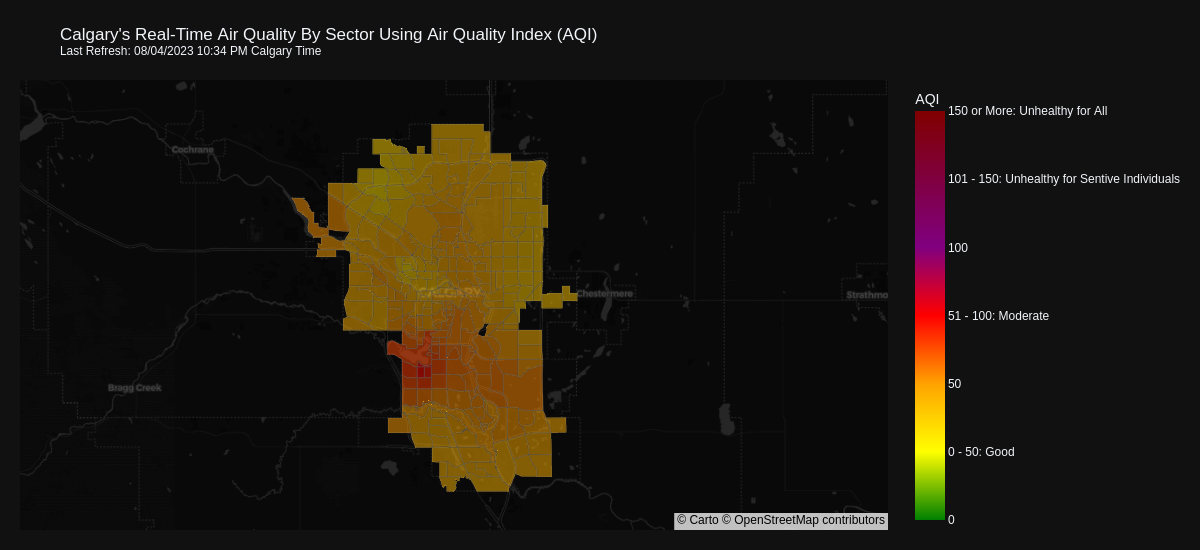 Calgary's Real-Time Air Quality By Sector Using Air Quality Index (AQI)
Last Refresh: 08/04/2023 10:34 PM Calgary Time
AQI
150 or More: Unhealthy for All
Cochrane
101 - 150: Unhealthy for Sentive Individuals
100
CALGARY
Chestermere
Strathmo
51 - 100: Moderate
Bragg Creek
50
0 - 50: Good
0
© Carto © OpenStreetMap contributors